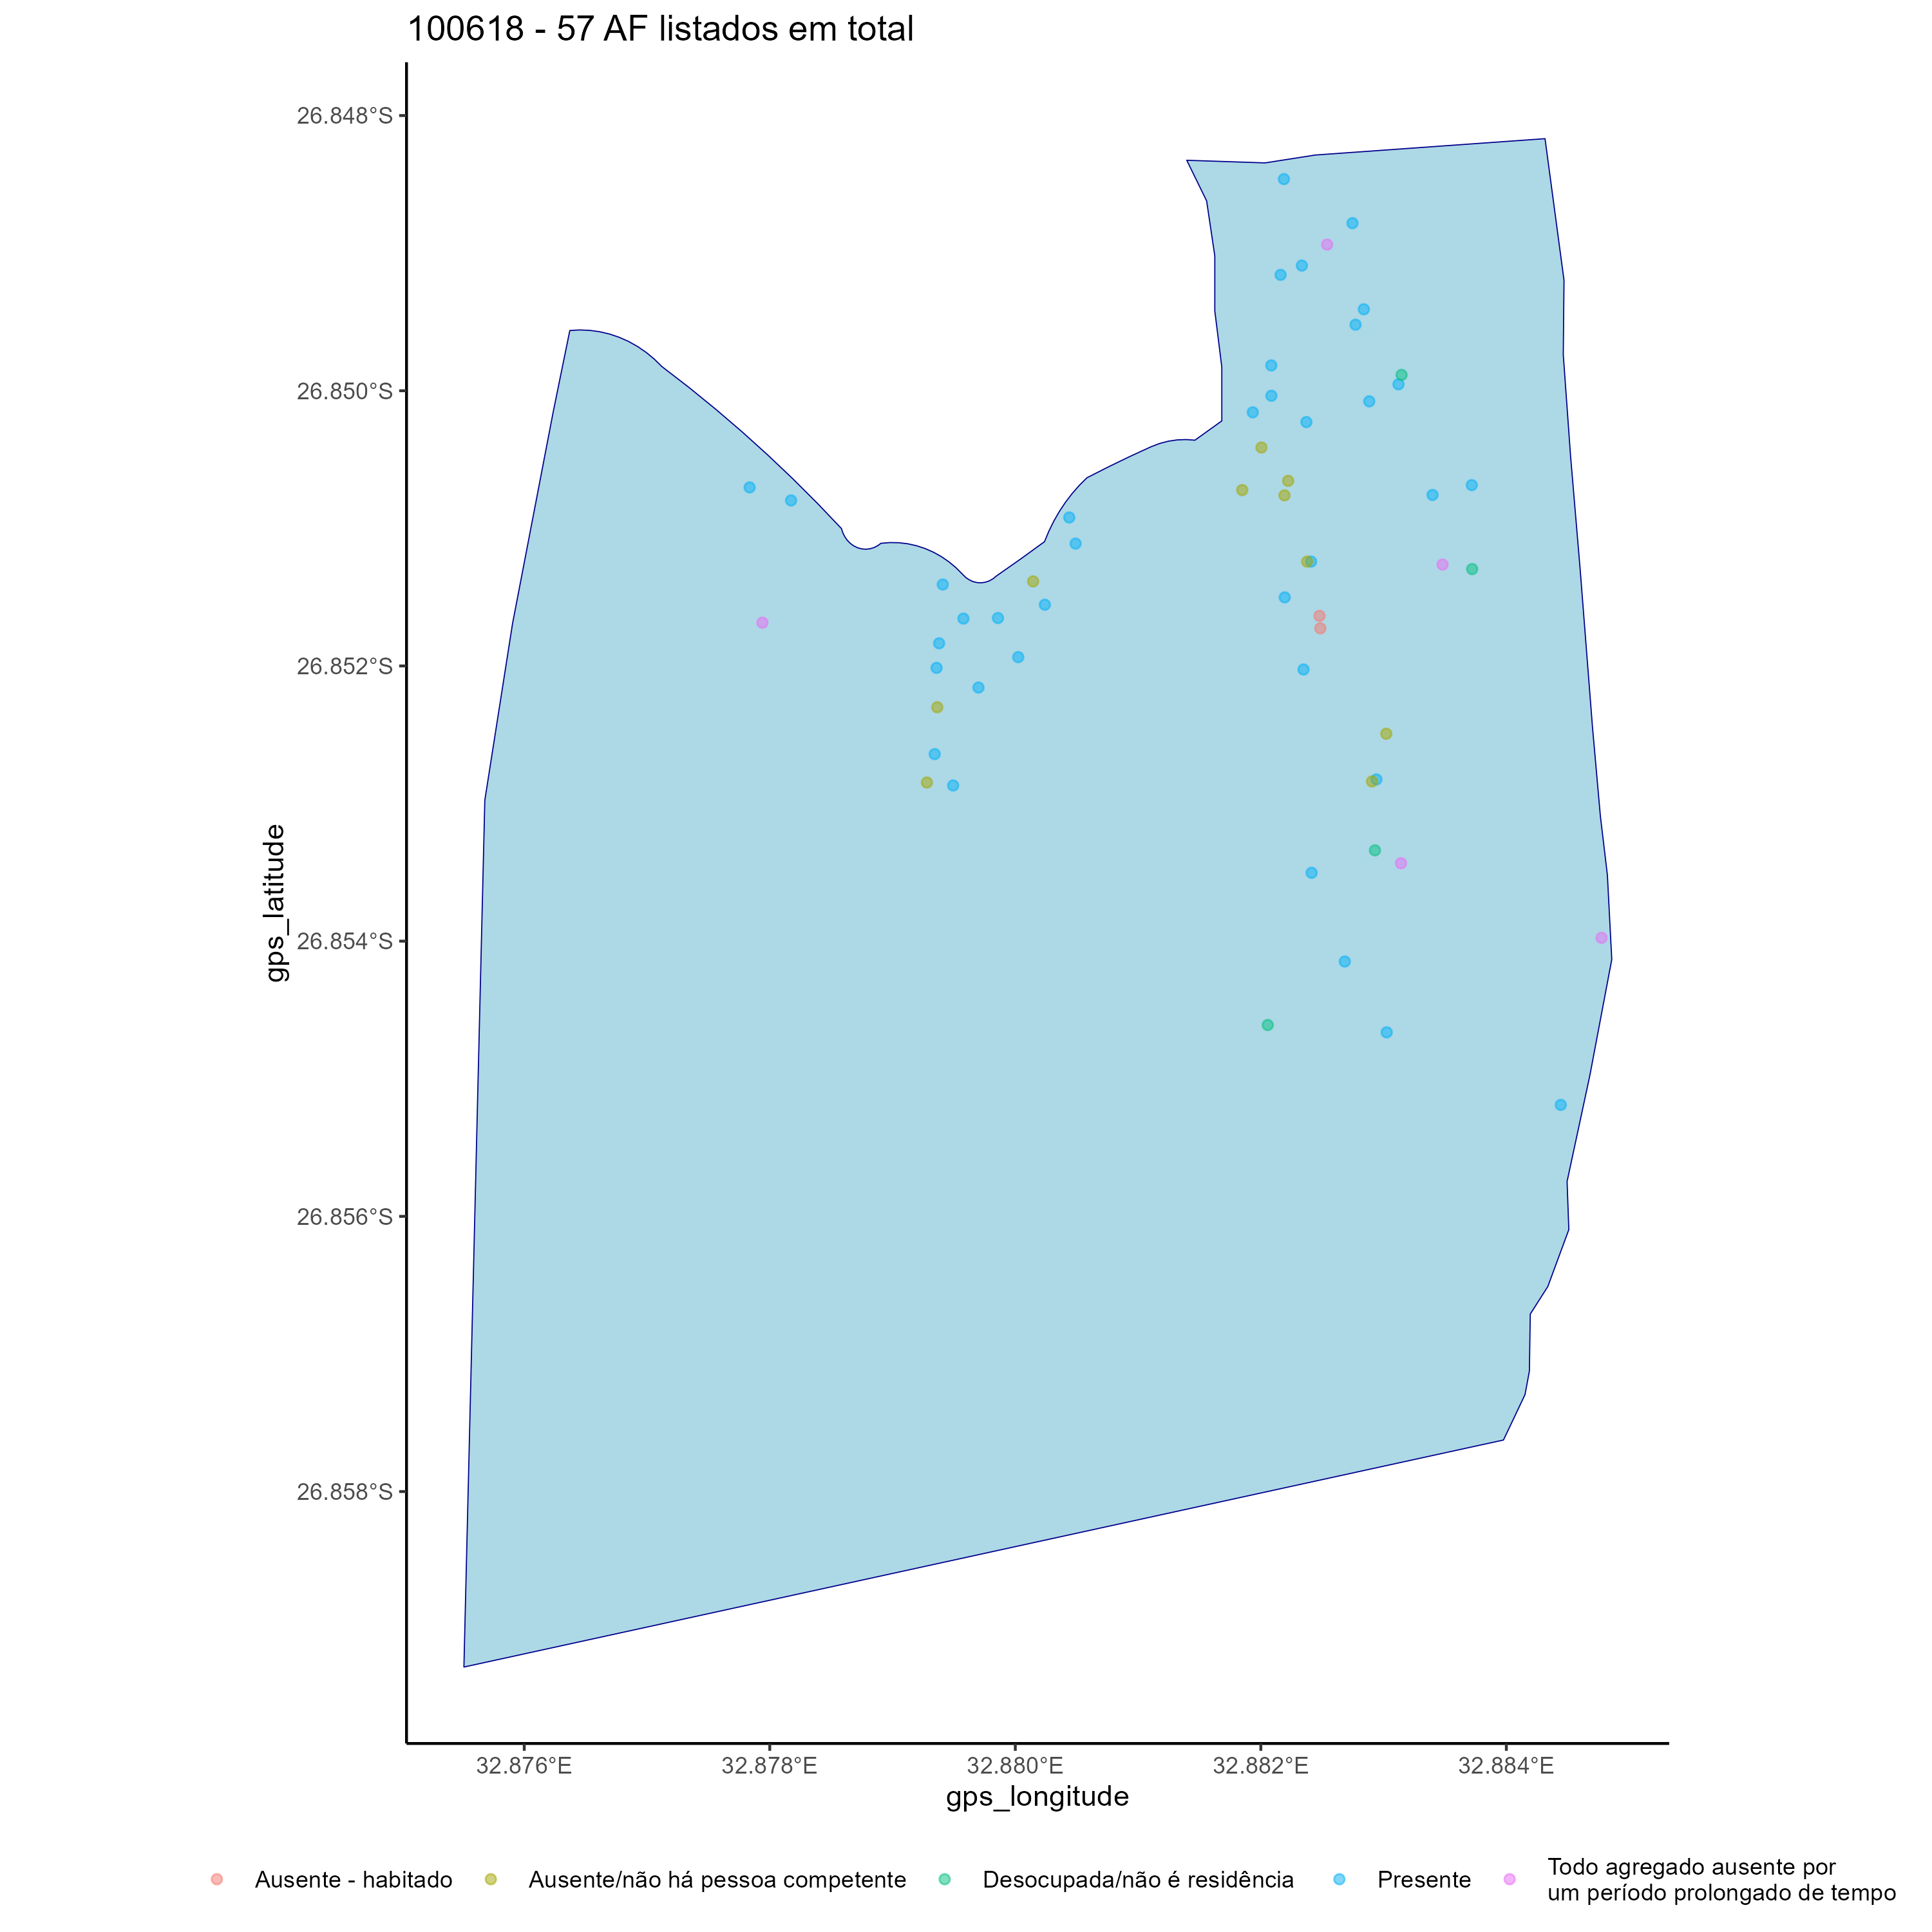 100618 - 57 AF listados em total
26.848°S
26.850°S
26.852°S
26.854°S
26.856°S
26.858°S
gps_latitude
32.876°E
32.878°E
32.880°E
32.882°E
32.884°E
gps_longitude
Ausente - habitado
Ausente/não há pessoa competente
Desocupada/não é residência
Presente
Todo agregado ausente por
um período prolongado de tempo